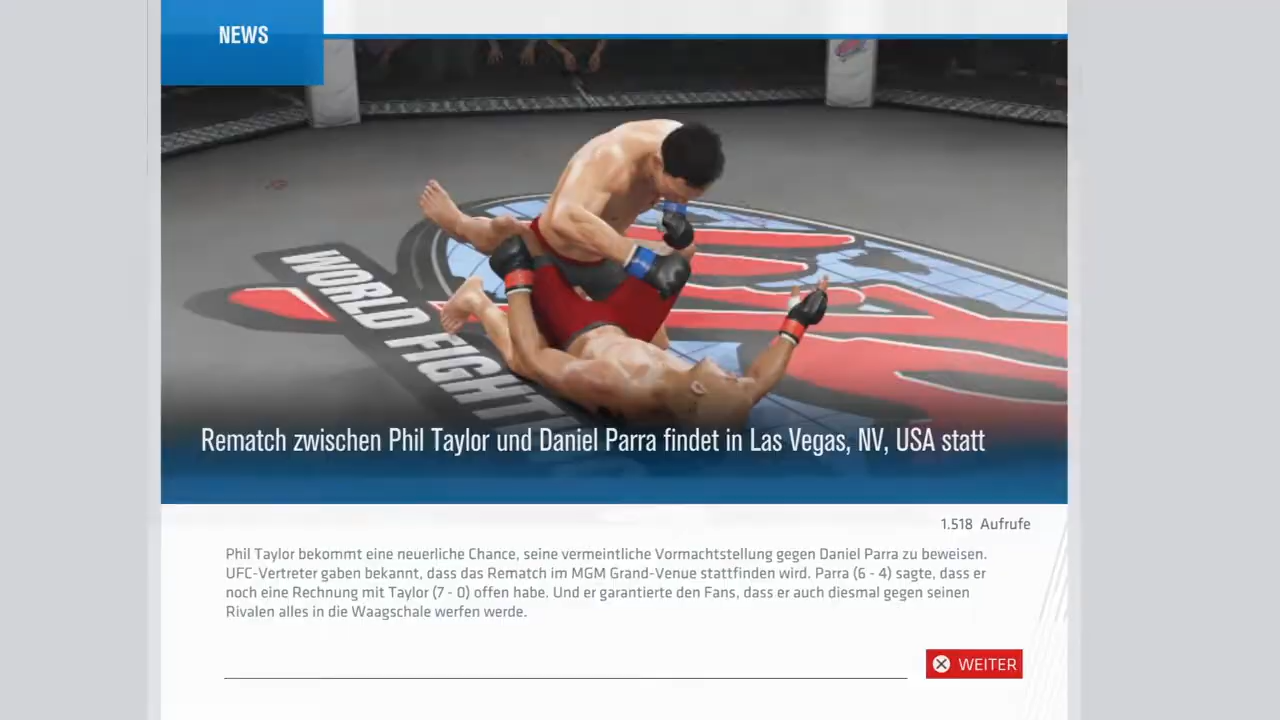 NEWS
WORLD FIGHT
Rematch zwischen Phil Taylor und Daniel Parra findet in Las Vegas, NV, USA statt
1.518 Aufrufe
Phil Taylor bekommt eine neuerliche Chance, seine vermeintliche Vormachtstellung gegen Daniel Parra zu beweisen.
UFC-Vertreter gaben bekannt, dass das Rematch im MGM Grand-Venue stattfinden wird. Parra (6 - 4) sagte, dass er
noch eine Rechnung mit Taylor (7 - 0) offen habe. Und er garantierte den Fans, dass er auch diesmal gegen seinen
Rivalen alles in die Waagschale werfen werde.
WEITER